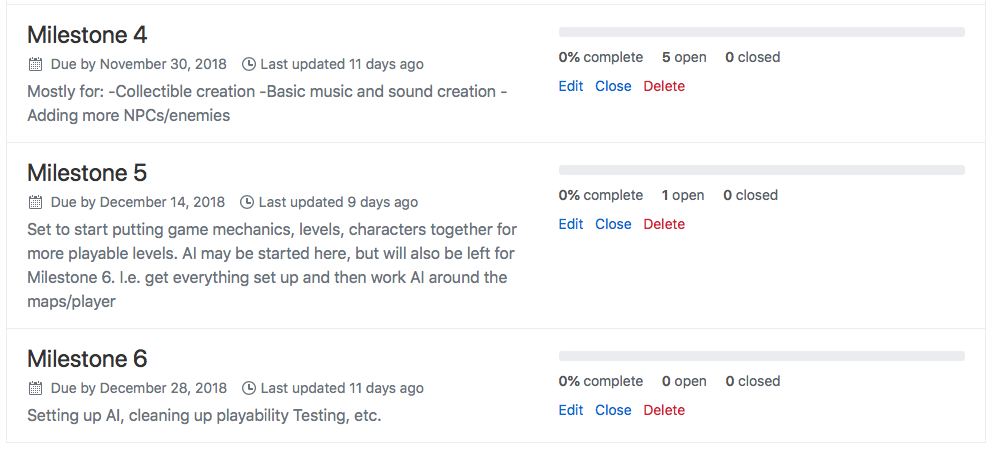 Milestone 4
Due by November 30, 2018 Last updated 11 days ago
Mostly for: -Collectible creation -Basic music and sound creation -
Adding more NPCs/enemies
0% complete 5 open 0 closed
Edit Close Delete
Milestone 5
Due by December 14, 2018 Last updated 9 days ago
Set to start putting game mechanics, levels, characters together for
more playable levels. AI may be started here, but will also be left for
Milestone 6. I.e. get everything set up and then work AI around the
maps/player
0% complete 1 open 0 closed
Edit Close Delete
Milestone 6
Due by December 28, 2018 Last updated 11 days ago
Setting up AI, cleaning up playability Testing, etc.
0% complete 0 open 0 closed
Edit Close Delete